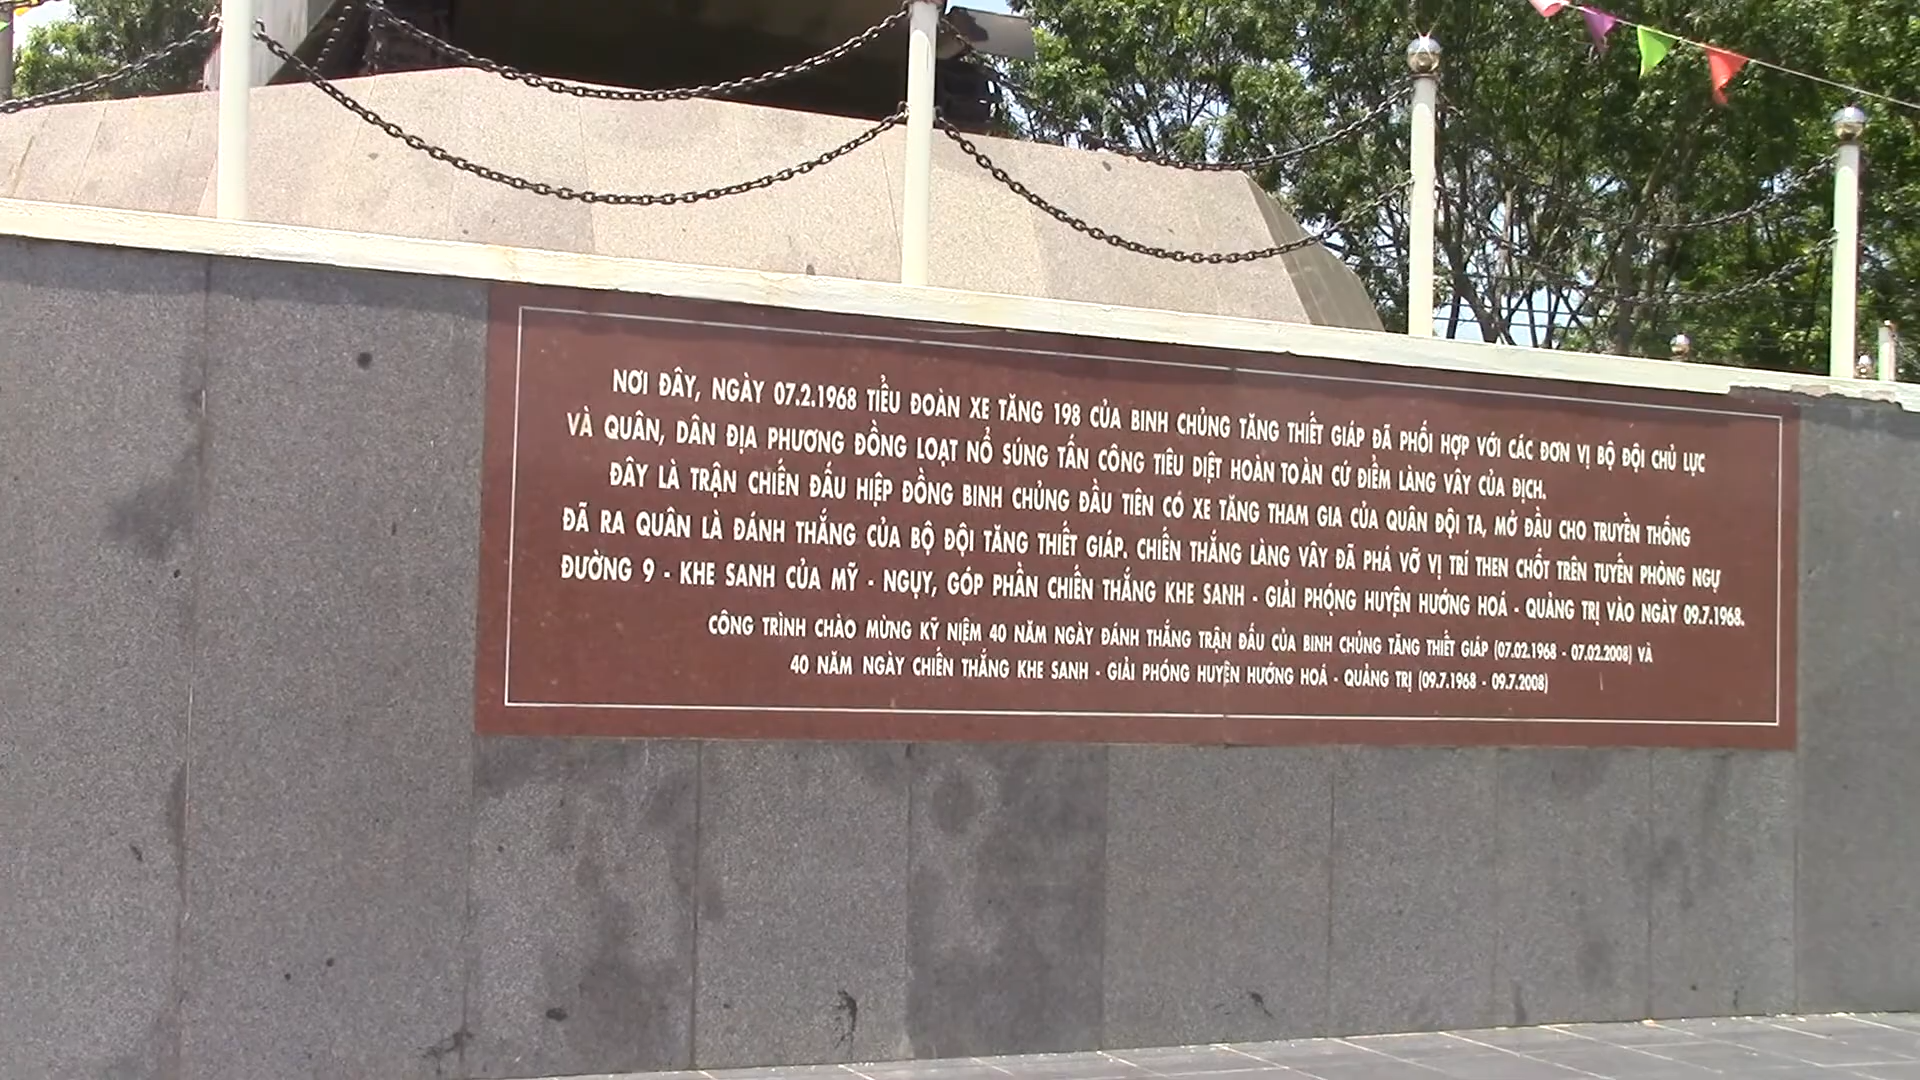 NƠI ĐÂY, NGÀY 07.2.1968 TIỂU ĐOÀN XE TĂNG 198 CỦA BINH CHỦNG TĂNG THIẾT GIÁP ĐÃ PHỐI HỢP VỚI CÁC ĐƠN VỊ BỘ ĐỘI CHỦ LỰC
VÀ QUÂN, DÂN ĐỊA PHƯƠNG ĐỒNG LOẠT NỔ SÚNG TẤN CÔNG TIÊU DIỆT HOÀN TOÀN CỨ ĐIỂM LÀNG VÂY CỦA ĐỊCH.
ĐÂY LÀ TRẬN CHIẾN ĐẤU HIỆP ĐỒNG BINH CHỦNG ĐẦU TIÊN CÓ XE TĂNG THAM GIA CỦA QUÂN ĐỘI TA, MỞ ĐẦU CHO TRUYỀN THỐNG
ĐÃ RA QUÂN LÀ ĐÁNH THẮNG CỦA BỘ ĐỘI TĂNG THIẾT GIÁP. CHIẾN THẮNG LÀNG VÂY ĐÃ PHÁ VỠ VỊ TRÍ THEN CHỐT TRÊN TUYẾN PHÒNG NGỰ
ĐƯỜNG 9 - KHE SANH CỦA MỸ - NGỤY, GÓP PHẦN CHIẾN THẮNG KHE SANH - GIẢI PHÓNG HUYỆN HƯỚNG HOÁ - QUẢNG TRỊ VÀO NGÀY 09.7.1968.
CÔNG TRÌNH CHÀO MỪNG KỸ NIỆM 40 NĂM NGÀY ĐÁNH THẮNG TRẬN ĐẤU CỦA BINH CHỦNG TĂNG THIẾT GIÁP (07.02.1968 - 07.02.2008) VÀ
40 NĂM NGÀY CHIẾN THẮNG KHE SANH - GIẢI PHÓNG HUYỆN HƯỚNG HOÁ - QUẢNG TRỊ (09.7.1968 - 09.7.2008)